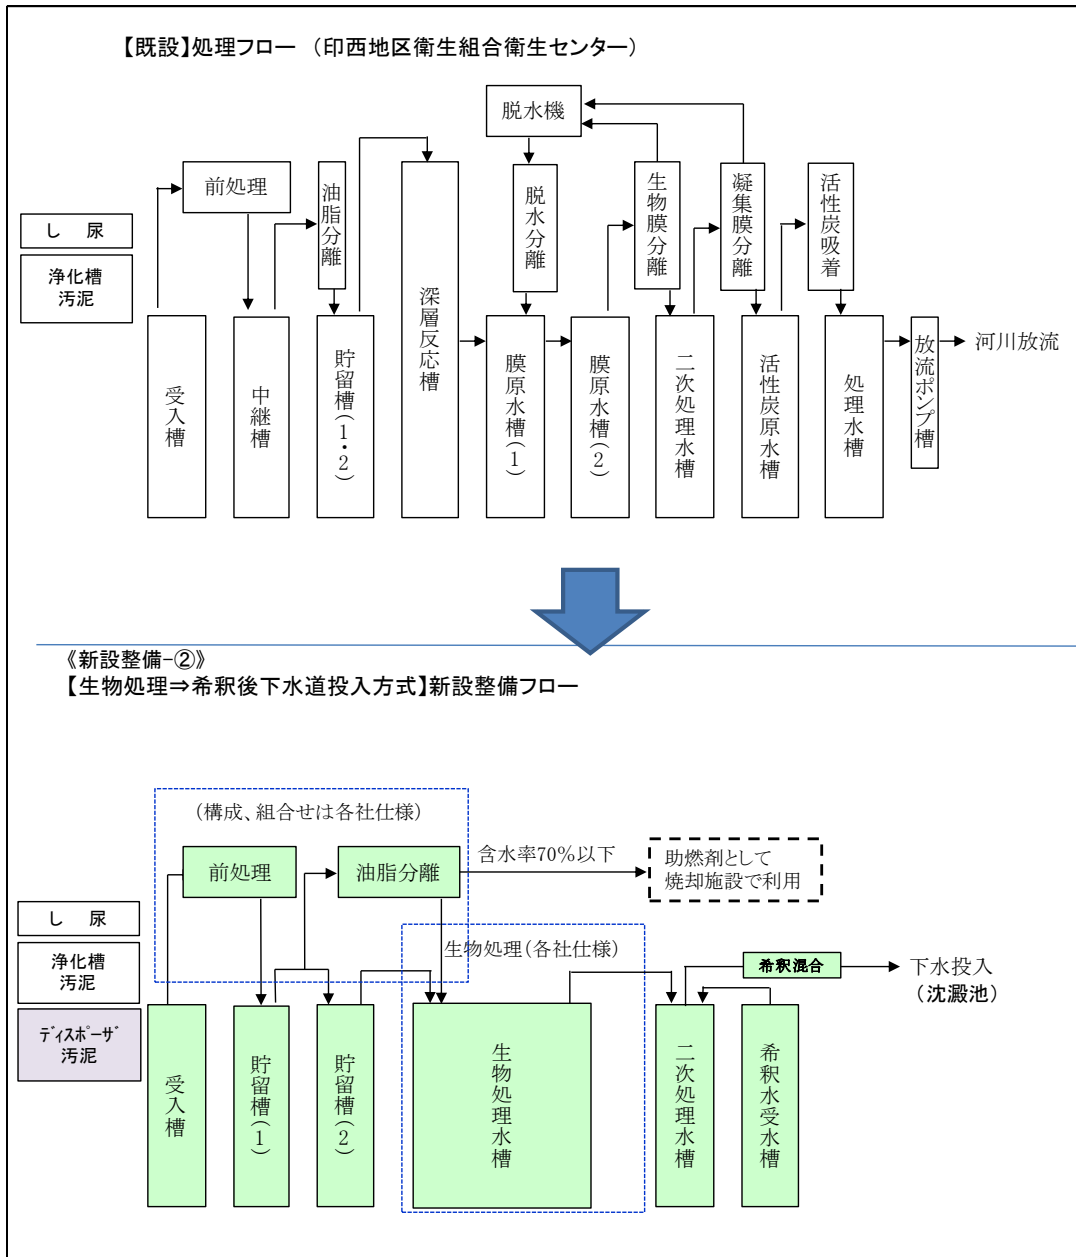 【既設】処理フロー （印西地区衛生組合衛生センター）
脱水機
前処理
油脂分離
脱水分離
生物膜分離
凝集膜分離
活性炭吸着
し 尿
浄化槽
汚泥
受入槽
中継槽
貯留槽(1・2)
深層反応槽
膜原水槽(1)
膜原水槽(2)
二次処理水槽
活性炭原水槽
処理水槽
放流ポンプ槽
河川放流
《新設整備-②》
【生物処理⇒希釈後下水道投入方式】新設整備フロー
(構成、組合せは各社仕様)
前処理
油脂分離
含水率70%以下
助燃剤として
焼却施設で利用
し 尿
浄化槽
汚泥
ディスポーザ
汚泥
生物処理(各社仕様)
希釈混合
下水投入
（沈澱池）
受入槽
貯留槽(1)
貯留槽(2)
生物処理水槽
二次処理水槽
希釈水受水槽